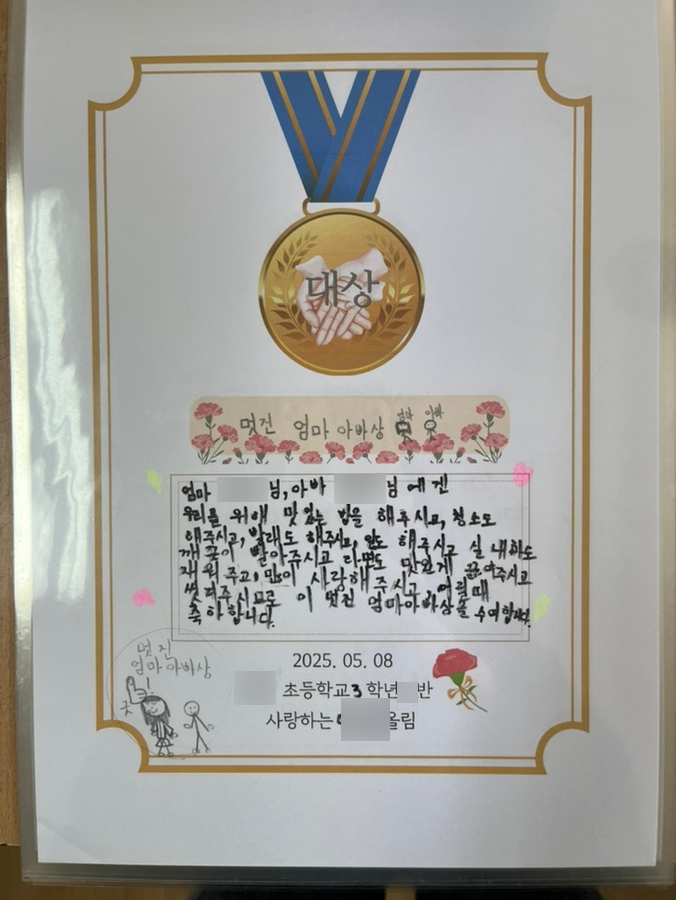 대상
멋진 엄마 아빠상 엄마 아빠
엄마 님, 아빠 님에겐
우리를 위해 맛있는 밥을 해주시고, 청소도
해주시고, 빨래도 해주시고, 일도 해주시고 실내화도
깨끗이 빨아주시고 라면도 맛있게 끓여주시고
재워 주고, 많이 사랑해 주시고 어릴때
씻겨주시므로 이 멋진 엄마아빠상을 수여합니다.
축하합니다.
멋진
엄마 아빠상
굿
2025. 05. 08
초등학교 3 학년 반
사랑하는 올림